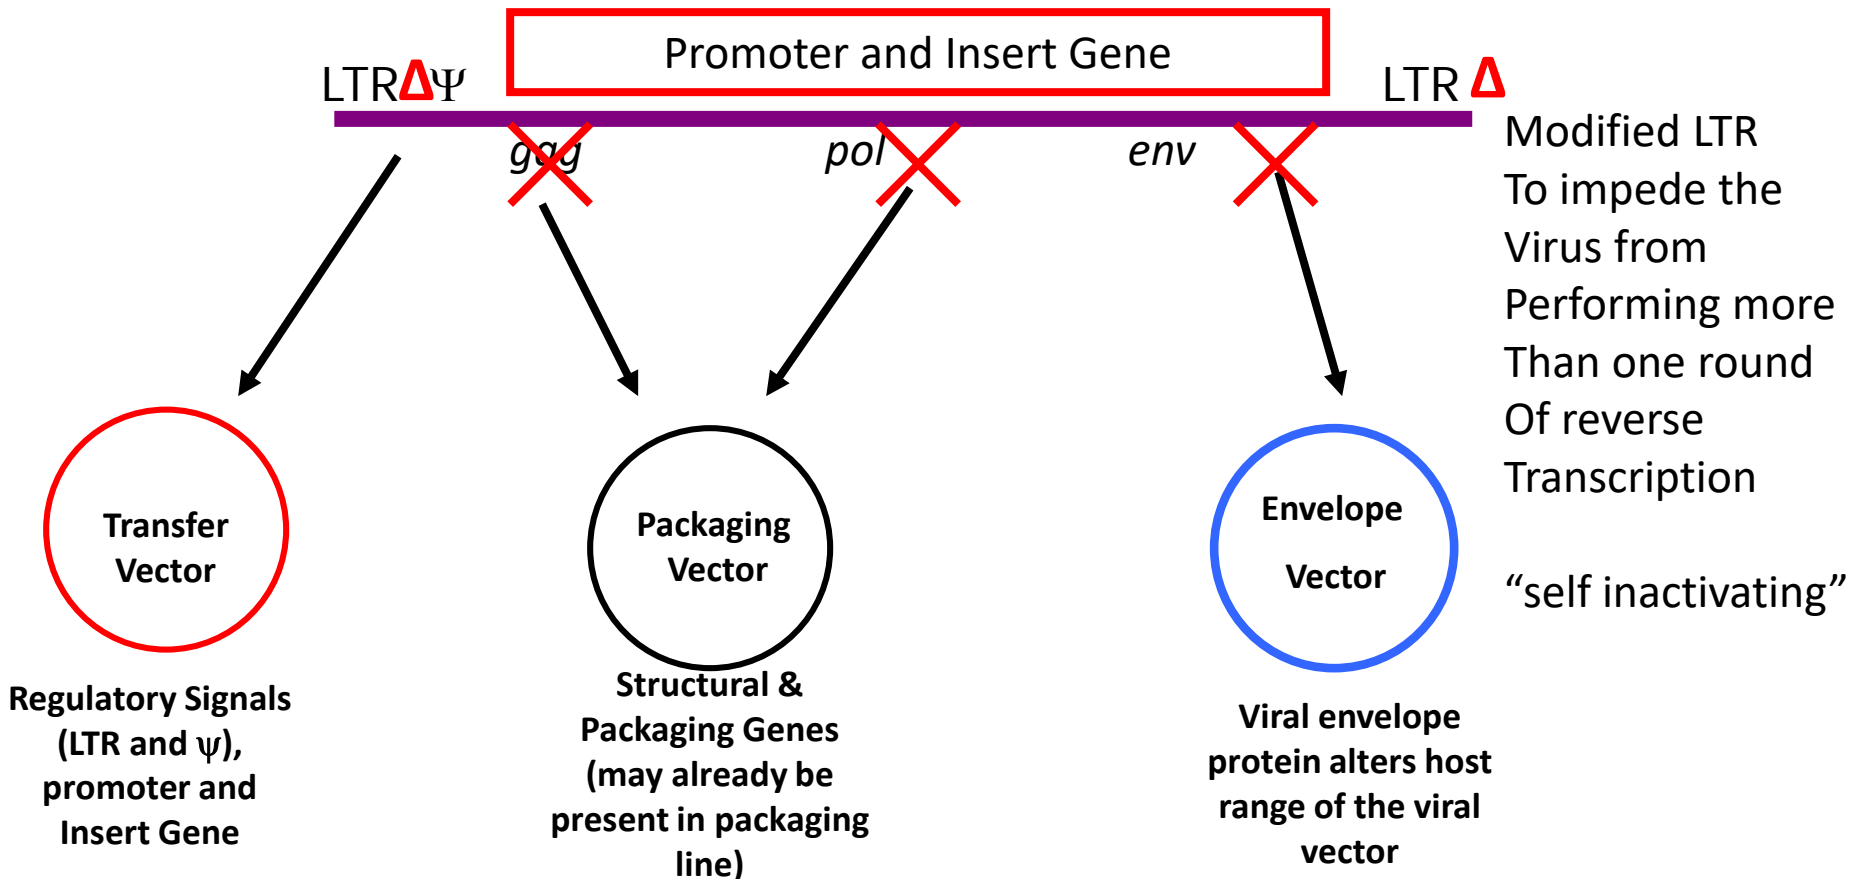 Promoter and Insert Gene
LTRΔΨ
LTR Δ
gag
pol
env
Modified LTR
To impede the
Virus from
Performing more
Than one round
Of reverse
Transcription
“self inactivating”
Transfer
Vector
Packaging
Vector
Envelope
Vector
Regulatory Signals
(LTR and ψ),
promoter and
Insert Gene
Structural &
Packaging Genes
(may already be
present in packaging
line)
Viral envelope
protein alters host
range of the viral
vector